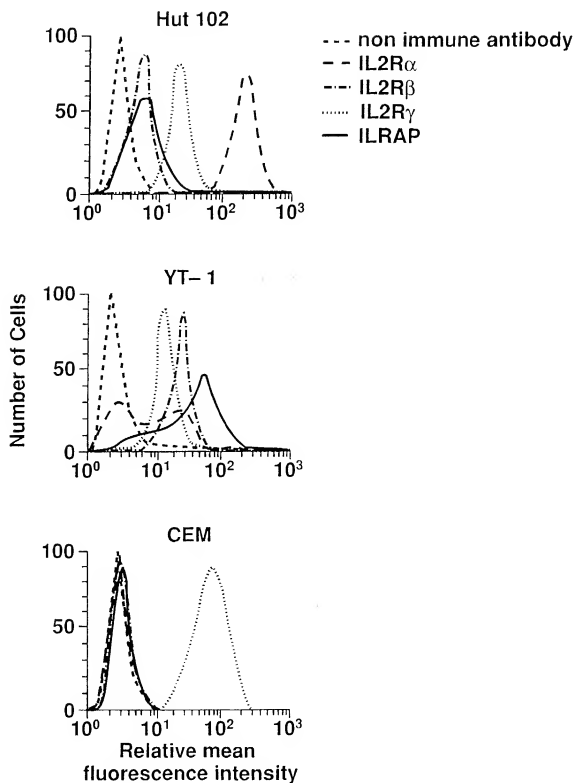 Hut 102
100
50
0
10⁰ 10¹ 10² 10³
non immune antibody
IL2Rα
IL2Rβ
IL2Rγ
ILRAP
YT–1
100
50
0
10⁰ 10¹ 10² 10³
Number of Cells
CEM
100
50
0
10⁰ 10¹ 10² 10³
Relative mean
fluorescence intensity